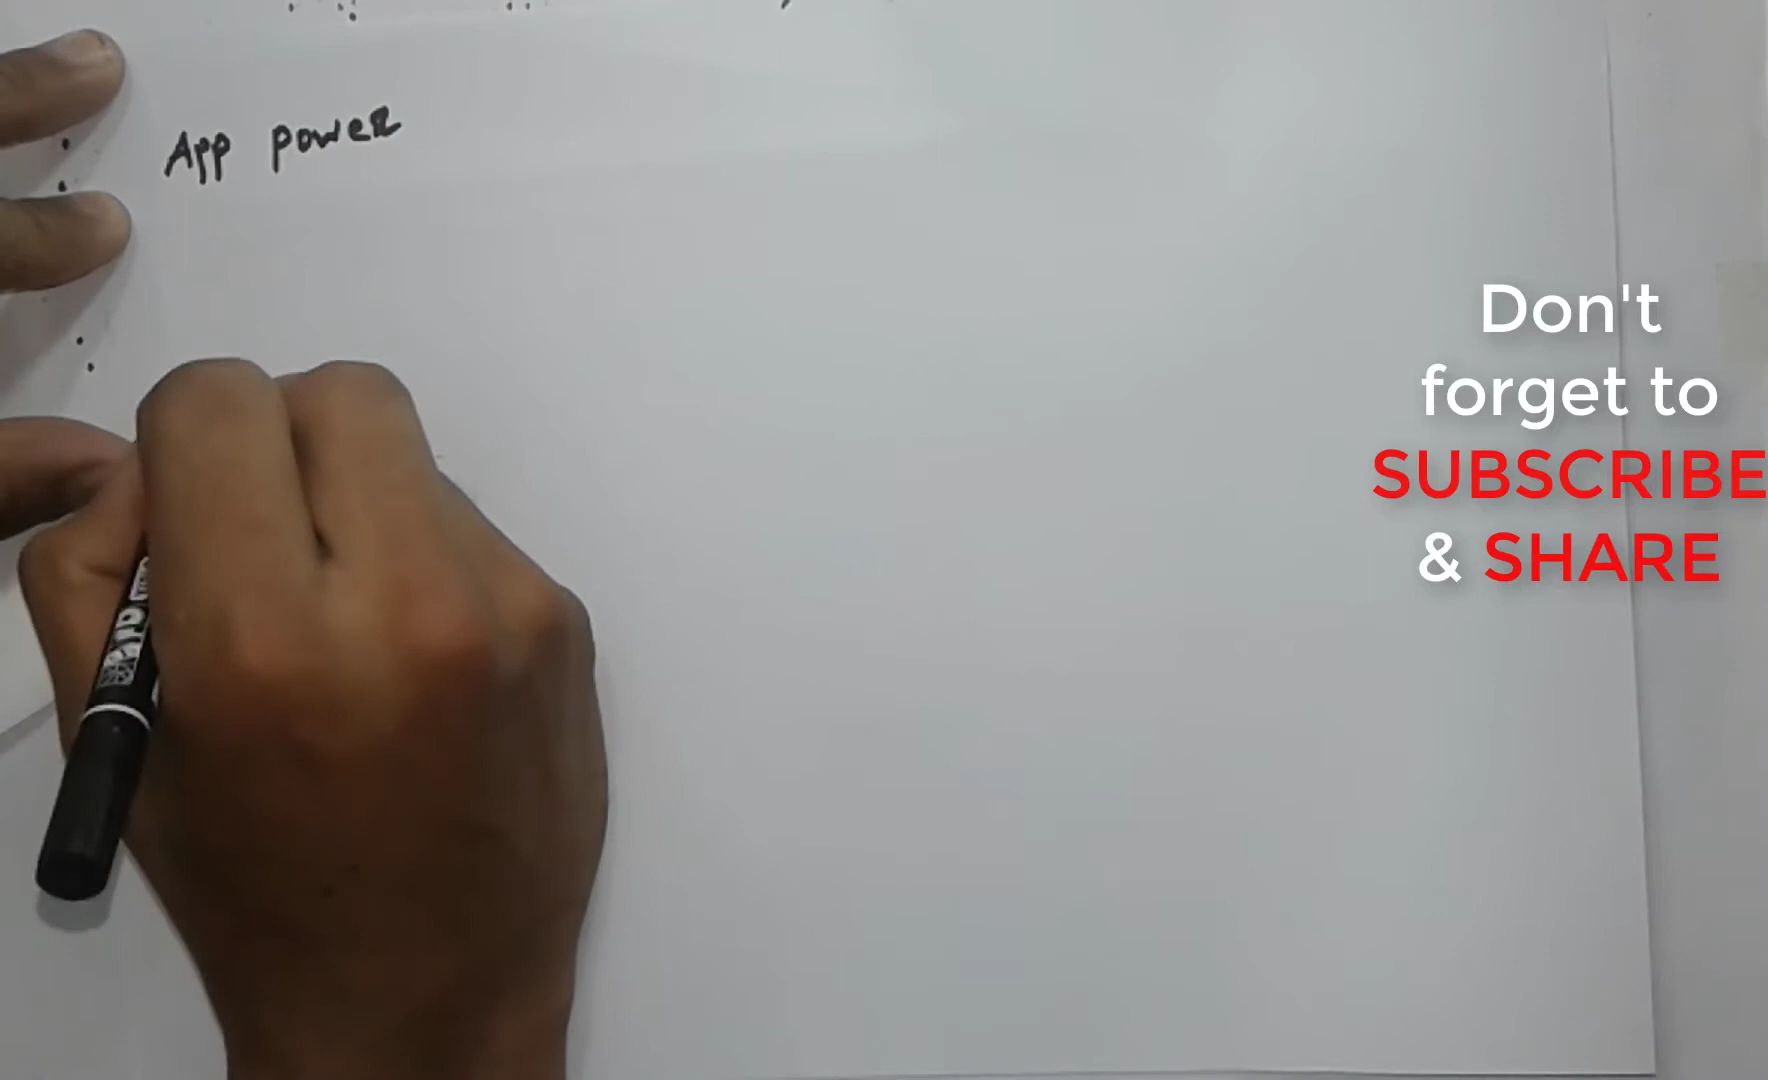 App power
Don't
forget to
SUBSCRIBE
& SHARE